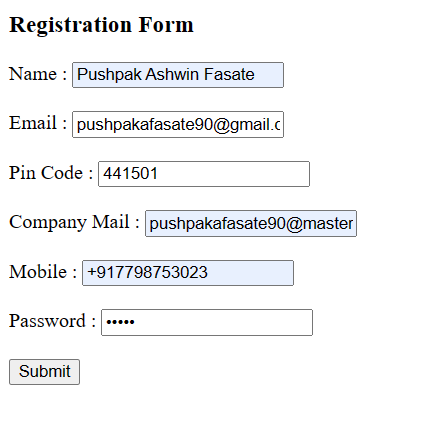 Registration Form
Name : Pushpak Ashwin Fasate
Email : pushpakafasate90@gmail.c
Pin Code : 441501
Company Mail : pushpakafasate90@master
Mobile : +917798753023
Password : •••••
Submit